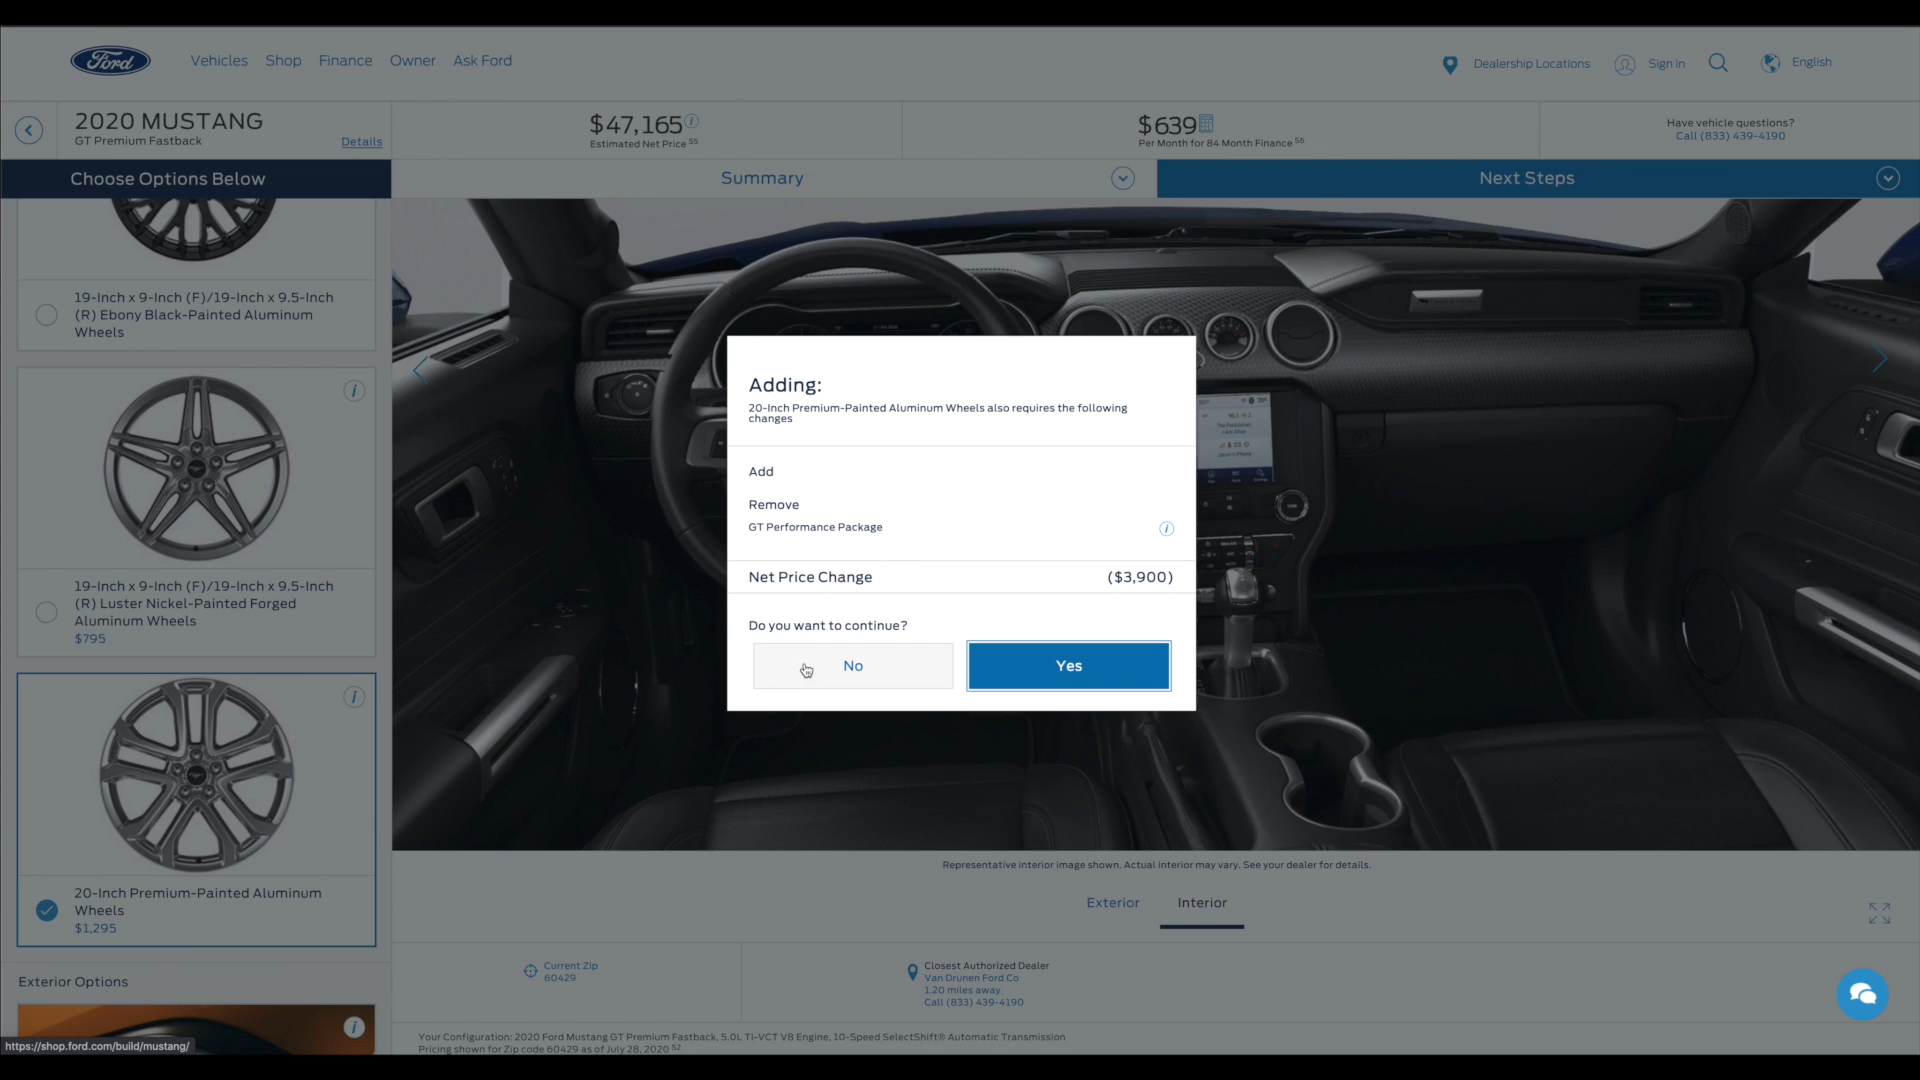 Ford
Vehicles Shop Finance Owner Ask Ford
Dealership Locations Sign in English
2020 MUSTANG
GT Premium Fastback
Details
$47,165
Estimated Net Price S5
$639
Per Month for 84 Month Finance S6
Have vehicle questions?
Call (833) 439-4190
Choose Options Below
Summary
Next Steps
19-Inch x 9-Inch (F)/19-Inch x 9.5-Inch
(R) Ebony Black-Painted Aluminum
Wheels
19-Inch x 9-Inch (F)/19-Inch x 9.5-Inch
(R) Luster Nickel-Painted Forged
Aluminum Wheels
$795
20-Inch Premium-Painted Aluminum
Wheels
$1,295
Exterior Options
Adding:
20-Inch Premium-Painted Aluminum Wheels also requires the following
changes
Add
Remove
GT Performance Package
Net Price Change ($3,900)
Do you want to continue?
No Yes
Representative interior image shown. Actual interior may vary. See your dealer for details.
Exterior Interior
Current Zip
60429
Closest Authorized Dealer
Van Drunen Ford Co
1.20 miles away
Call (833) 439-4190
Your Configuration: 2020 Ford Mustang GT Premium Fastback, 5.0L Ti-VCT V8 Engine, 10-Speed SelectShift® Automatic Transmission
Pricing shown for Zip code 60429 as of July 28, 2020 S2
https://shop.ford.com/build/mustang/